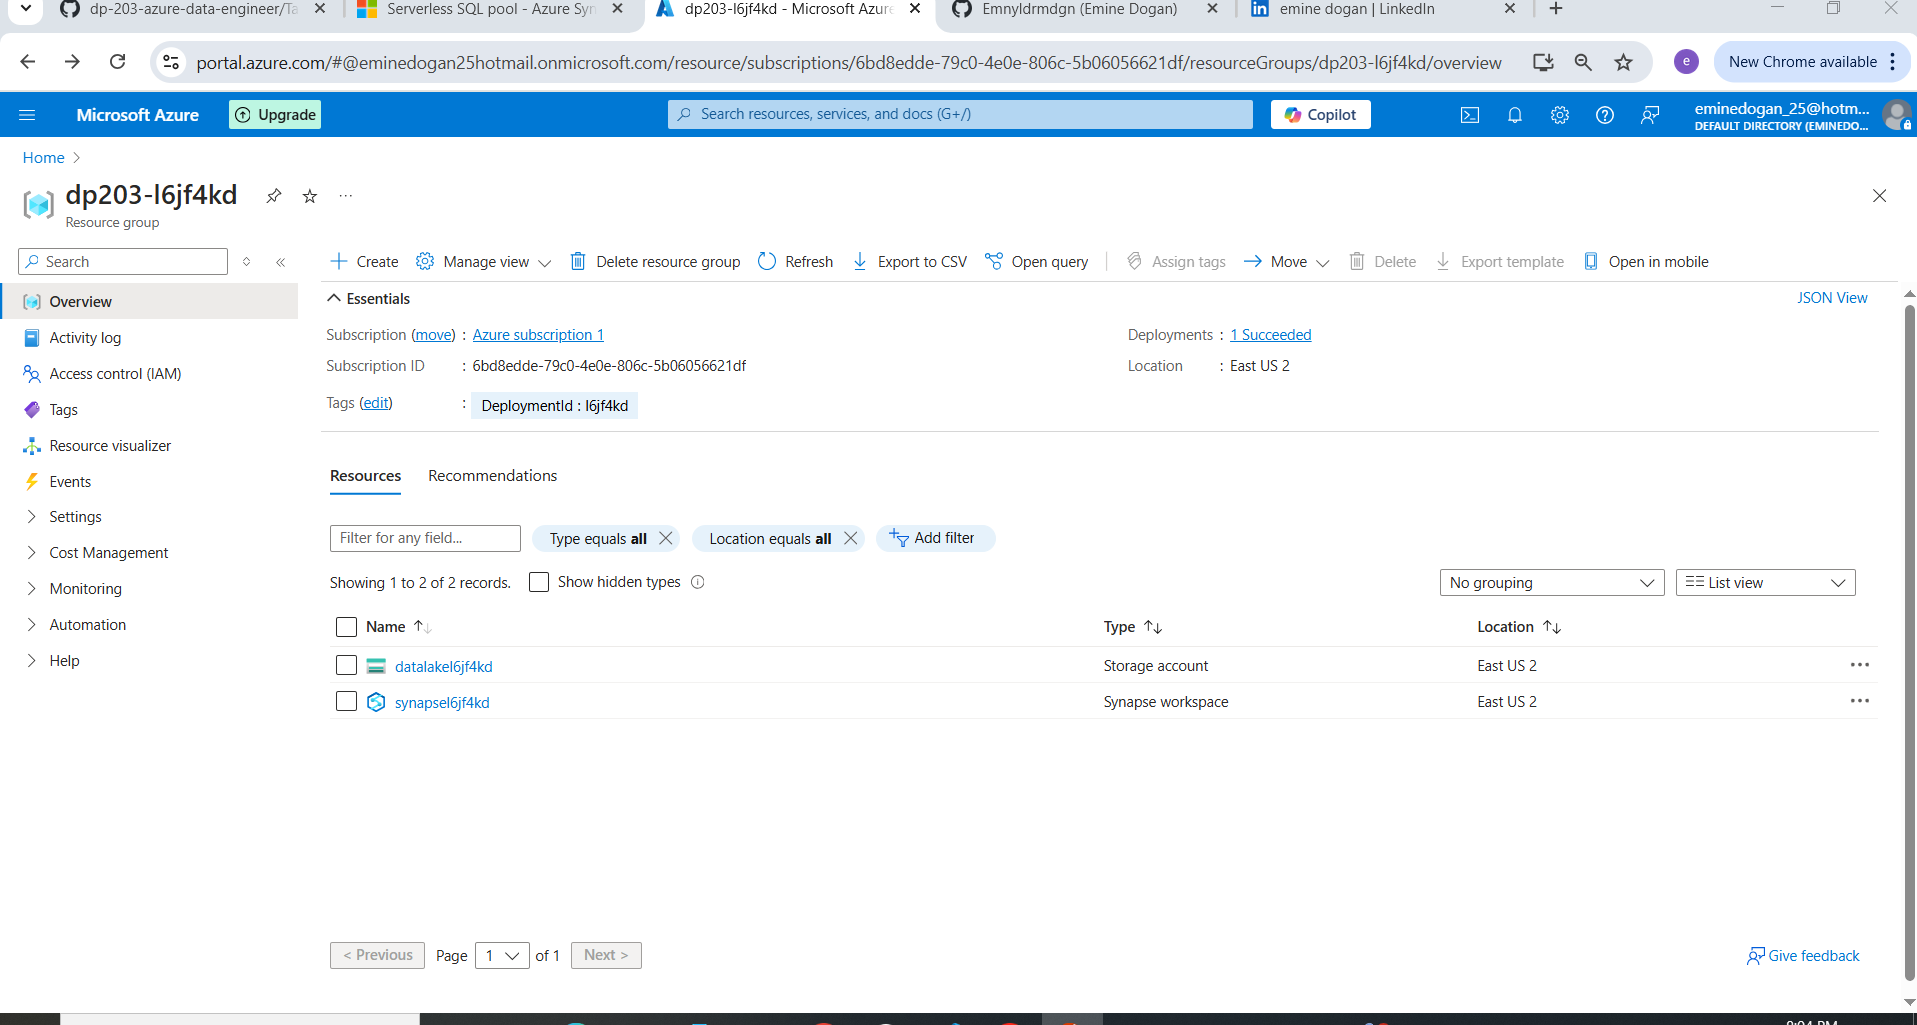 dp-203-azure-data-engineer/Ta
Serverless SQL pool - Azure Syn
dp203-l6jf4kd - Microsoft Azure
Emnyldrmdgn (Emine Dogan)
emine dogan | LinkedIn
portal.azure.com/#@eminedogan25hotmail.onmicrosoft.com/resource/subscriptions/6bd8edde-79c0-4e0e-806c-5b06056621df/resourceGroups/dp203-l6jf4kd/overview
e
New Chrome available
Microsoft Azure
Upgrade
Search resources, services, and docs (G+/)
Copilot
eminedogan_25@hotm...
DEFAULT DIRECTORY (EMINEDO...
Home
dp203-l6jf4kd
Resource group
Search
Create
Manage view
Delete resource group
Refresh
Export to CSV
Open query
Assign tags
Move
Delete
Export template
Open in mobile
Overview
Activity log
Access control (IAM)
Tags
Resource visualizer
Events
Settings
Cost Management
Monitoring
Automation
Help
Essentials
JSON View
Subscription (move) : Azure subscription 1
Deployments : 1 Succeeded
Subscription ID : 6bd8edde-79c0-4e0e-806c-5b06056621df
Location : East US 2
Tags (edit) : DeploymentId : l6jf4kd
Resources
Recommendations
Filter for any field...
Type equals all
Location equals all
Add filter
Showing 1 to 2 of 2 records.
Show hidden types
No grouping
List view
Name
Type
Location
datalakel6jf4kd
Storage account
East US 2
synapsel6jf4kd
Synapse workspace
East US 2
< Previous
Page 1 of 1
Next >
Give feedback